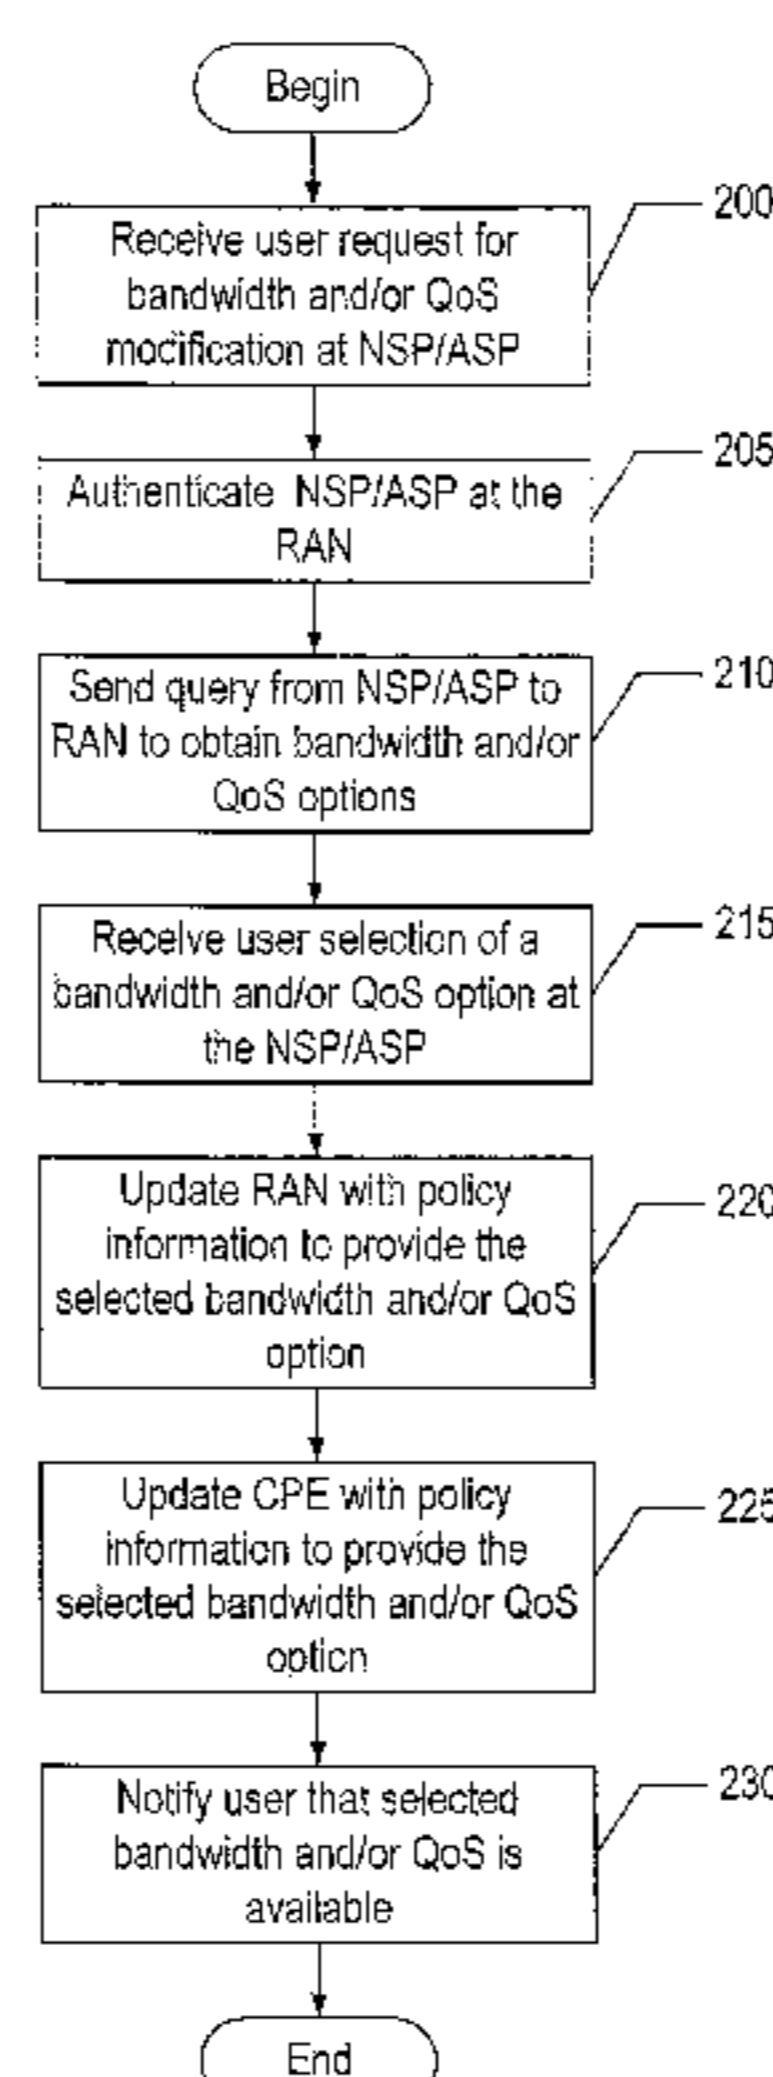 Begin
200
Receive user request for
bandwidth and/or QoS
modification at NSP/ASP
205
Authenticate NSP/ASP at the
RAN
210
Send query from NSP/ASP to
RAN to obtain bandwidth and/or
QoS options
215
Receive user selection of a
bandwidth and/or QoS option at
the NSP/ASP
220
Update RAN with policy
information to provide the
selected bandwidth and/or QoS
option
225
Update CPE with policy
information to provide the
selected bandwidth and/or QoS
option
230
Notify user that selected
bandwidth and/or QoS is
available
End